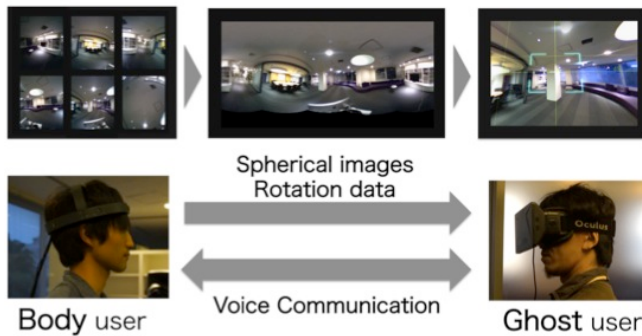 Spherical images
Rotation data
Oculus
Voice Communication
Body user
Ghost user